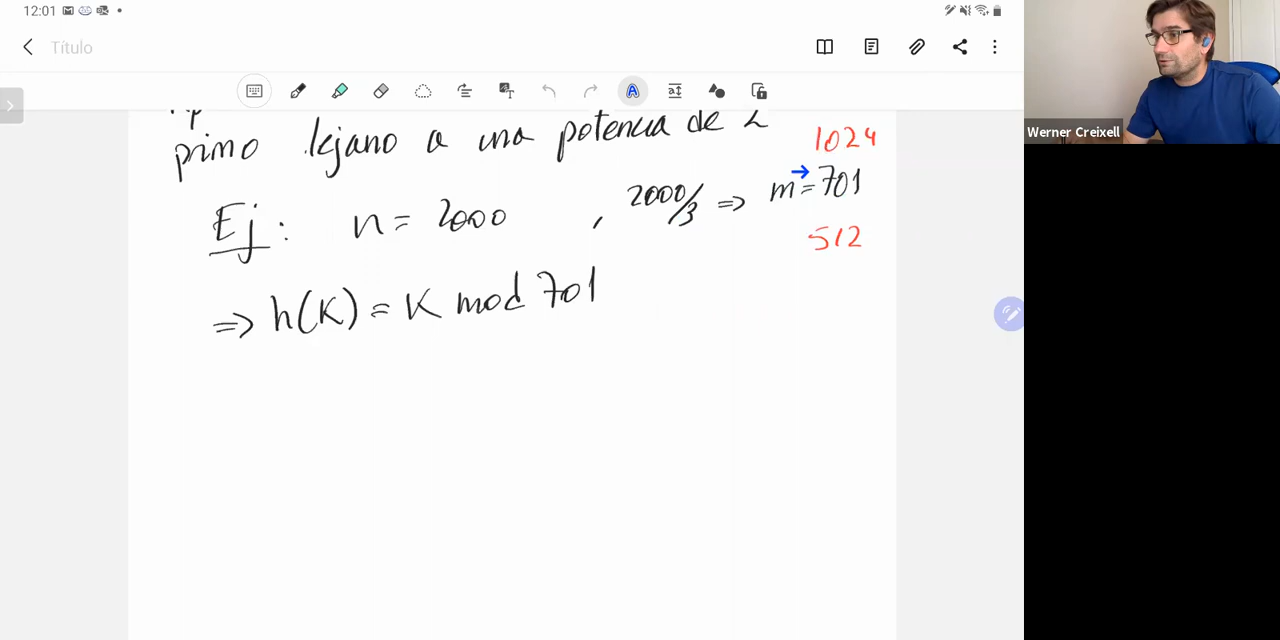 12:01
Título
Werner Creixell
primo lejano a una potencia de 2
1024
Ej: n = 2000 , 2000/3 => m = 701
512
=> h(K) = K mod 701